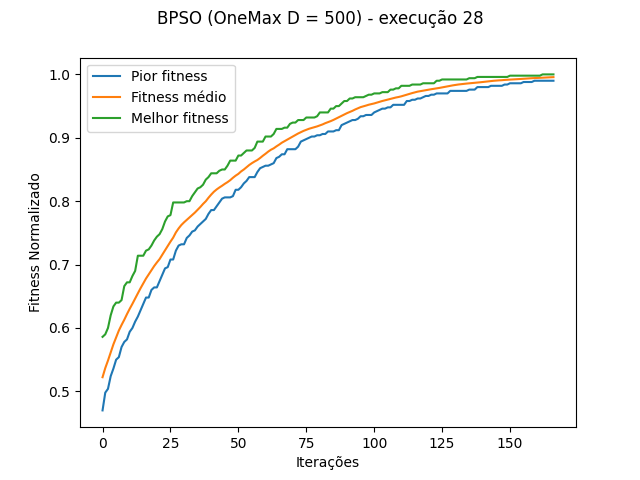 BPSO (OneMax D = 500) - execução 28
Pior fitness
Fitness médio
Melhor fitness
Fitness Normalizado
1.0
0.9
0.8
0.7
0.6
0.5
0 25 50 75 100 125 150
Iterações